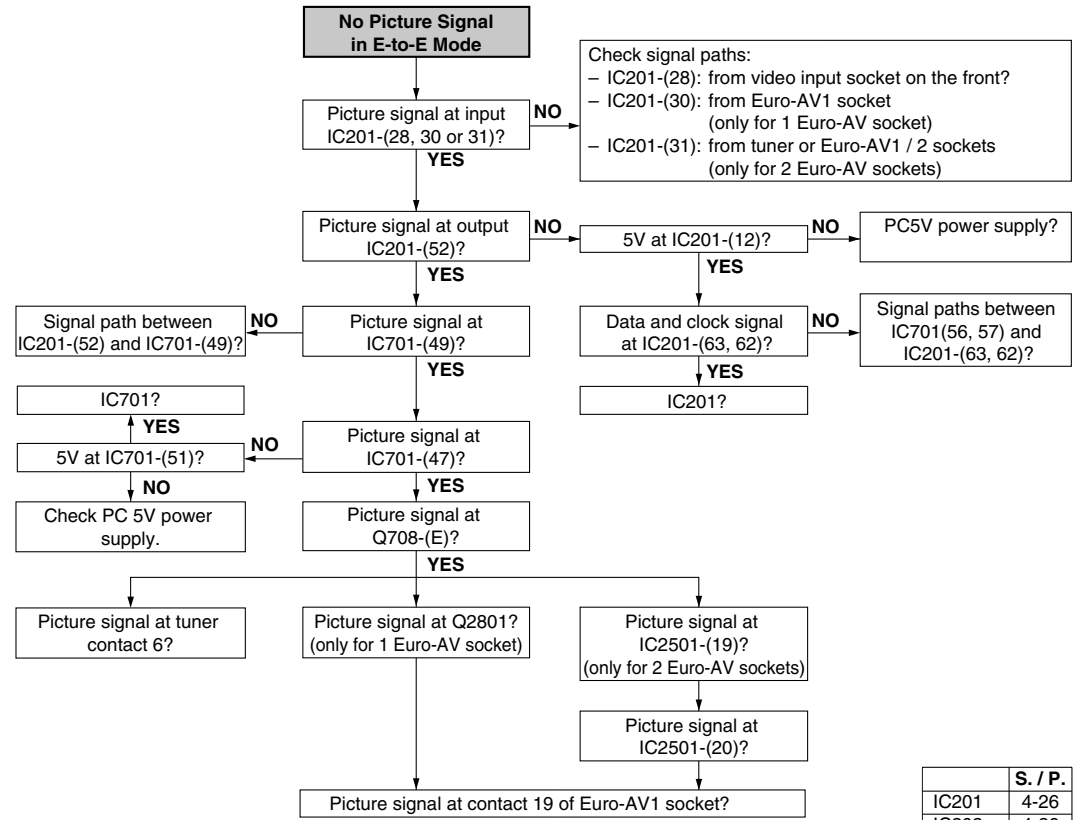 No Picture Signal
in E-to-E Mode
Check signal paths:
– IC201-(28): from video input socket on the front?
– IC201-(30): from Euro-AV1 socket
(only for 1 Euro-AV socket)
– IC201-(31): from tuner or Euro-AV1 / 2 sockets
(only for 2 Euro-AV sockets)
Picture signal at input
IC201-(28, 30 or 31)?
NO
YES
Picture signal at output
IC201-(52)?
NO
5V at IC201-(12)?
NO
PC5V power supply?
YES
YES
Signal path between
IC201-(52) and IC701-(49)?
NO
Picture signal at
IC701-(49)?
Data and clock signal
at IC201-(63, 62)?
NO
Signal paths between
IC701(56, 57) and
IC201-(63, 62)?
YES
YES
IC701?
IC201?
YES
5V at IC701-(51)?
NO
Picture signal at
IC701-(47)?
NO
YES
Check PC 5V power
supply.
Picture signal at
Q708-(E)?
YES
Picture signal at tuner
contact 6?
Picture signal at Q2801?
(only for 1 Euro-AV socket)
Picture signal at
IC2501-(19)?
(only for 2 Euro-AV sockets)
Picture signal at
IC2501-(20)?
Picture signal at contact 19 of Euro-AV1 socket?
S. / P.
IC201 4-26